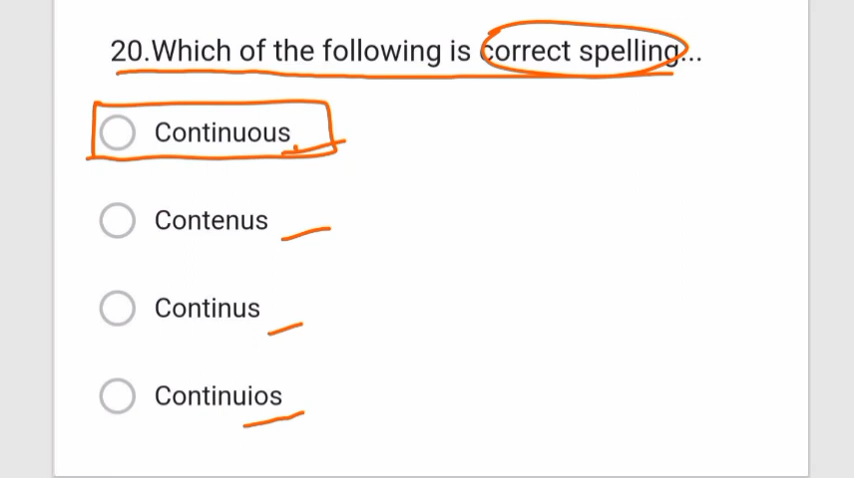 20.Which of the following is correct spelling...
Continuous
Contenus
Continus
Continuios